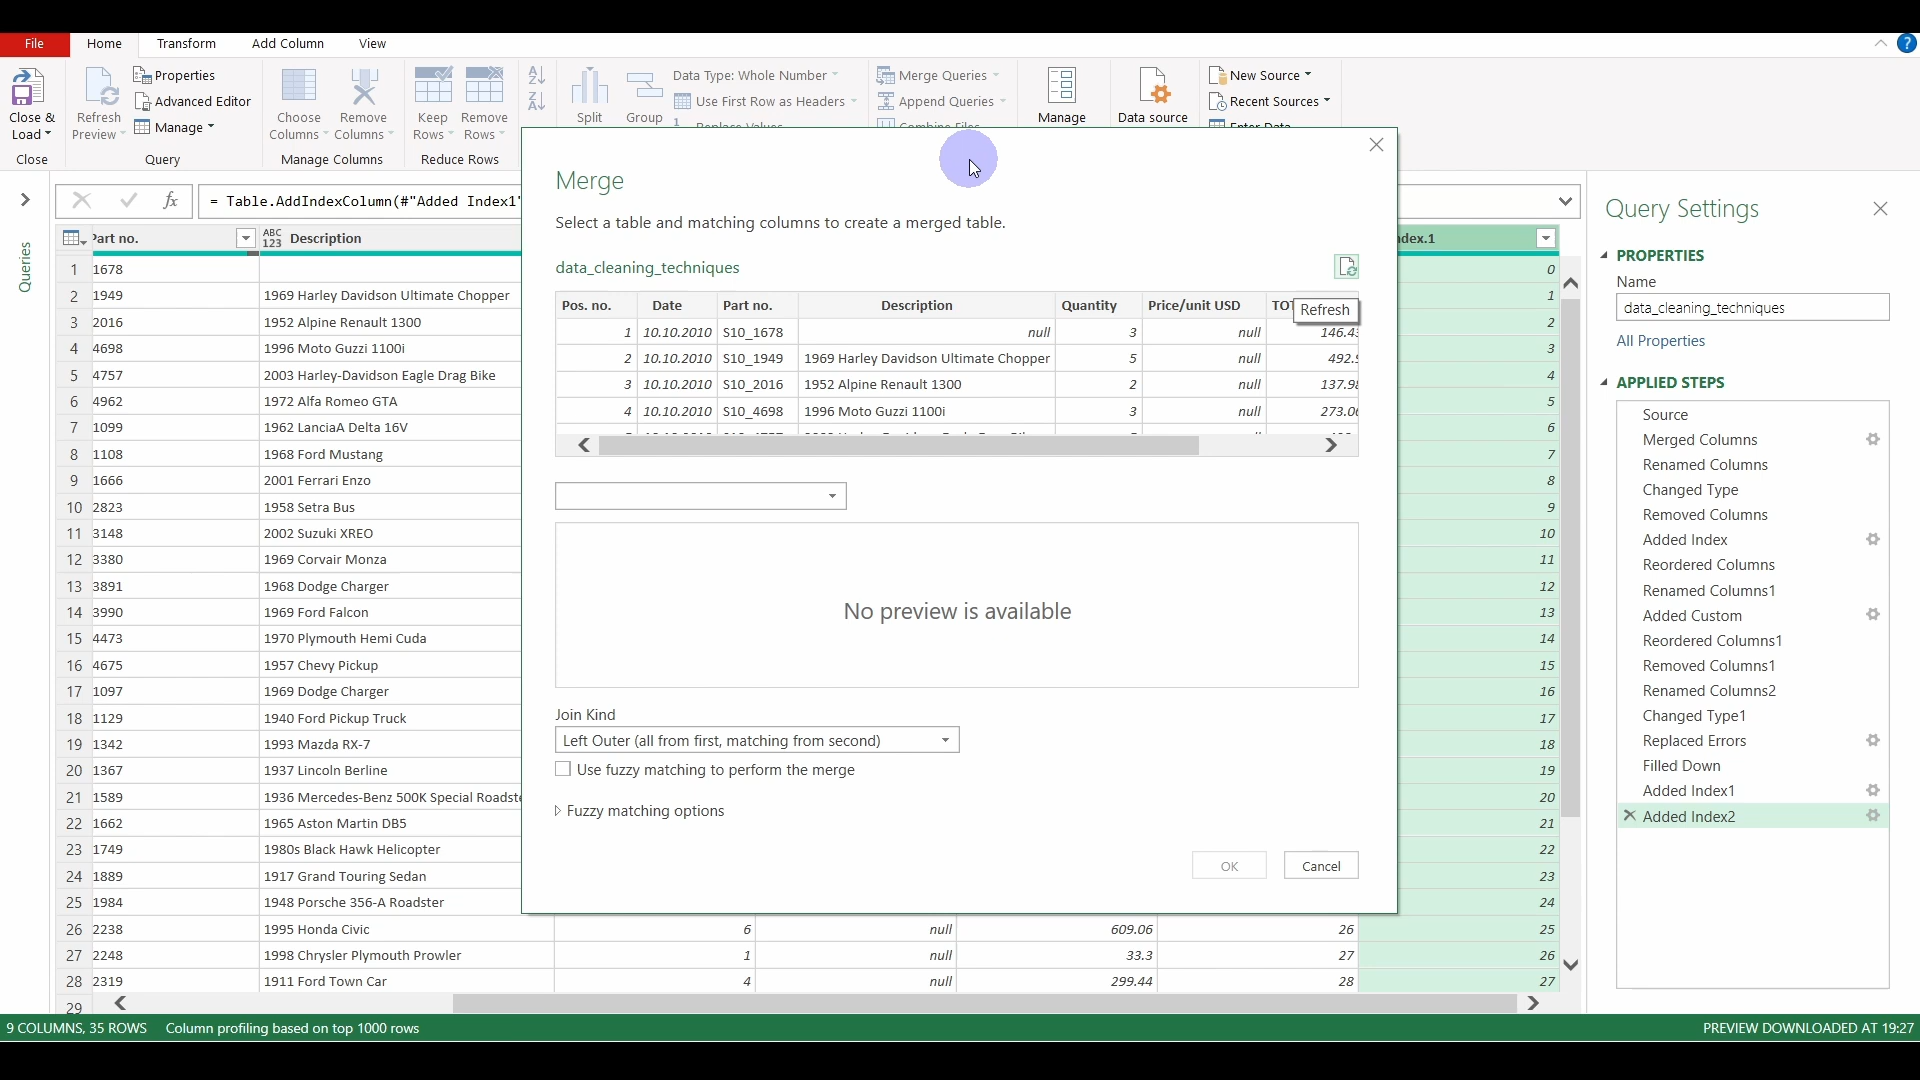 File Home Transform Add Column View
Close & Load
Refresh Preview
Properties
Advanced Editor
Manage
Choose Columns
Remove Columns
Keep Rows
Remove Rows
Split
Group
Data Type: Whole Number
Use First Row as Headers
Replace Values
Merge Queries
Append Queries
Combine Files
Manage
Data source
New Source
Recent Sources
Enter Data
Close Query Manage Columns Reduce Rows
= Table.AddIndexColumn(#"Added Index1"
Queries
Part no. ABC 123 Description
1 1678
2 1949 1969 Harley Davidson Ultimate Chopper
3 2016 1952 Alpine Renault 1300
4 4698 1996 Moto Guzzi 1100i
5 4757 2003 Harley-Davidson Eagle Drag Bike
6 4962 1972 Alfa Romeo GTA
7 1099 1962 LanciaA Delta 16V
8 1108 1968 Ford Mustang
9 1666 2001 Ferrari Enzo
10 2823 1958 Setra Bus
11 3148 2002 Suzuki XREO
12 3380 1969 Corvair Monza
13 3891 1968 Dodge Charger
14 3990 1969 Ford Falcon
15 4473 1970 Plymouth Hemi Cuda
16 4675 1957 Chevy Pickup
17 1097 1969 Dodge Charger
18 1129 1940 Ford Pickup Truck
19 1342 1993 Mazda RX-7
20 1367 1937 Lincoln Berline
21 1589 1936 Mercedes-Benz 500K Special Roadste
22 1662 1965 Aston Martin DB5
23 1749 1980s Black Hawk Helicopter
24 1889 1917 Grand Touring Sedan
25 1984 1948 Porsche 356-A Roadster
26 2238 1995 Honda Civic 6 null 609.06 26 25
27 2248 1998 Chrysler Plymouth Prowler 1 null 33.3 27 26
28 2319 1911 Ford Town Car 4 null 299.44 28 27
29
Merge
Select a table and matching columns to create a merged table.
data_cleaning_techniques
Pos. no. Date Part no. Description Quantity Price/unit USD TOT
Refresh
1 10.10.2010 S10_1678 null 3 null 146.43
2 10.10.2010 S10_1949 1969 Harley Davidson Ultimate Chopper 5 null 492.
3 10.10.2010 S10_2016 1952 Alpine Renault 1300 2 null 137.98
4 10.10.2010 S10_4698 1996 Moto Guzzi 1100i 3 null 273.06
No preview is available
Join Kind
Left Outer (all from first, matching from second)
Use fuzzy matching to perform the merge
Fuzzy matching options
OK Cancel
ndex.1
0
1
2
3
4
5
6
7
8
9
10
11
12
13
14
15
16
17
18
19
20
21
22
23
24
Query Settings
PROPERTIES
Name
data_cleaning_techniques
All Properties
APPLIED STEPS
Source
Merged Columns
Renamed Columns
Changed Type
Removed Columns
Added Index
Reordered Columns
Renamed Columns1
Added Custom
Reordered Columns1
Removed Columns1
Renamed Columns2
Changed Type1
Replaced Errors
Filled Down
Added Index1
Added Index2
9 COLUMNS, 35 ROWS Column profiling based on top 1000 rows PREVIEW DOWNLOADED AT 19:27